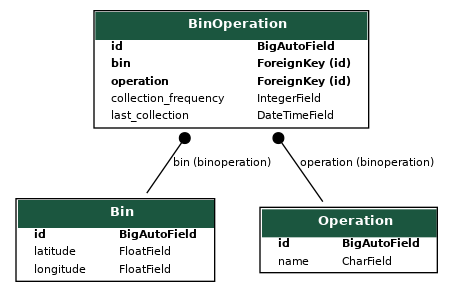 BinOperation
id BigAutoField
bin ForeignKey (id)
operation ForeignKey (id)
collection_frequency IntegerField
last_collection DateTimeField
bin (binoperation) operation (binoperation)
Bin
id BigAutoField
latitude FloatField
longitude FloatField
Operation
id BigAutoField
name CharField